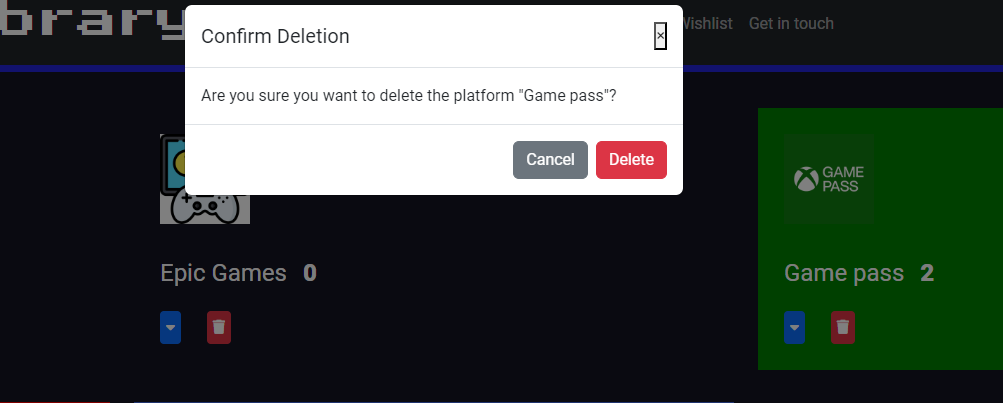 brary
Wishlist Get in touch
Confirm Deletion
×
Are you sure you want to delete the platform "Game pass"?
Cancel Delete
GAME
PASS
Epic Games 0
Game pass 2